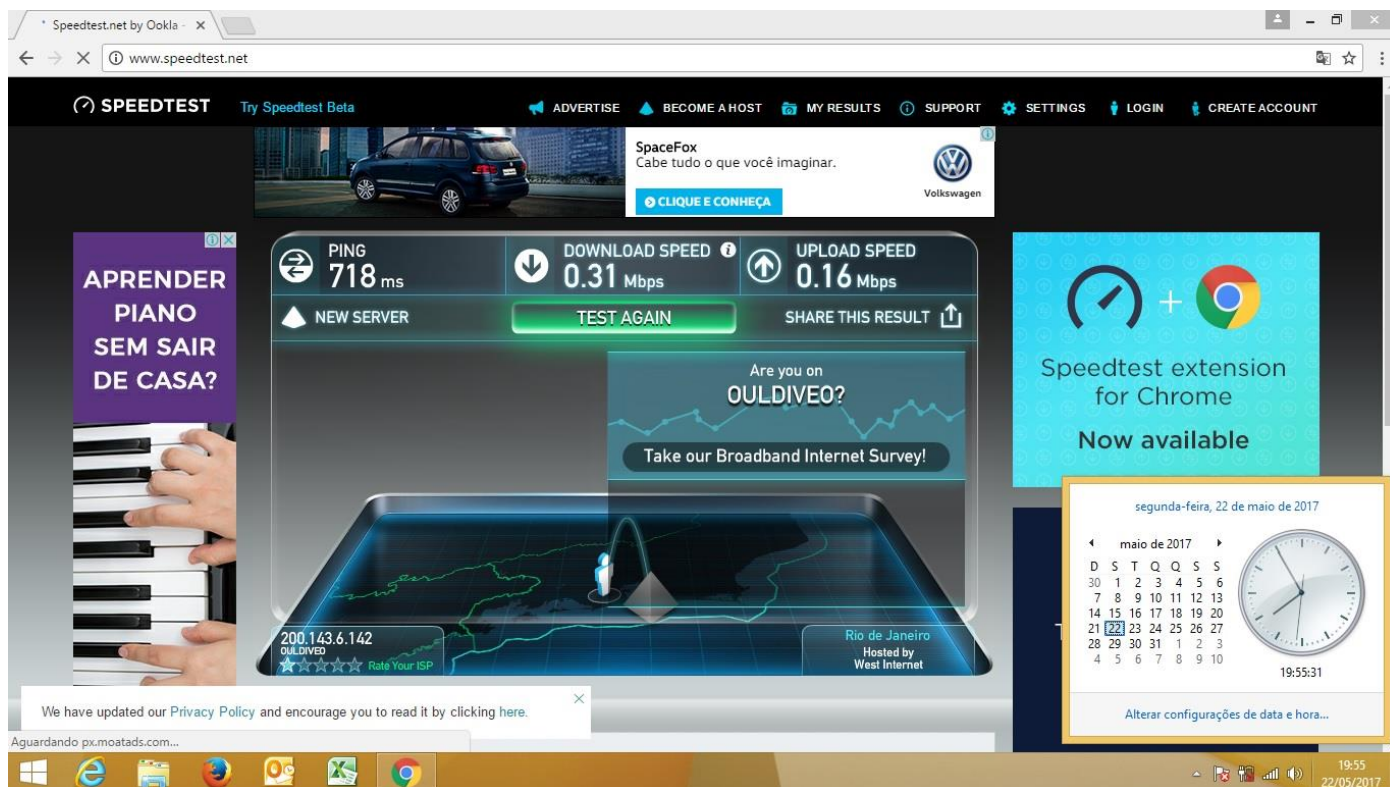 Speedtest.net by Ookla -
www.speedtest.net
SPEEDTEST
Try Speedtest Beta
ADVERTISE
BECOME A HOST
MY RESULTS
SUPPORT
SETTINGS
LOGIN
CREATE ACCOUNT
SpaceFox
Cabe tudo o que você imaginar.
CLIQUE E CONHEÇA
Volkswagen
APRENDER
PIANO
SEM SAIR
DE CASA?
PING
718 ms
DOWNLOAD SPEED
0.31 Mbps
UPLOAD SPEED
0.16 Mbps
NEW SERVER
TEST AGAIN
SHARE THIS RESULT
Are you on
OULDIVEO?
Take our Broadband Internet Survey!
200.143.6.142
OULDIVEO
Rate Your ISP
Rio de Janeiro
Hosted by
West Internet
Speedtest extension
for Chrome
Now available
segunda-feira, 22 de maio de 2017
maio de 2017
D S T Q Q S S
30 1 2 3 4 5 6
7 8 9 10 11 12 13
14 15 16 17 18 19 20
21 22 23 24 25 26 27
28 29 30 31 1 2 3
4 5 6 7 8 9 10
19:55:31
Alterar configurações de data e hora...
We have updated our Privacy Policy and encourage you to read it by clicking here.
Aguardando px.moatads.com...
19:55
22/05/2017